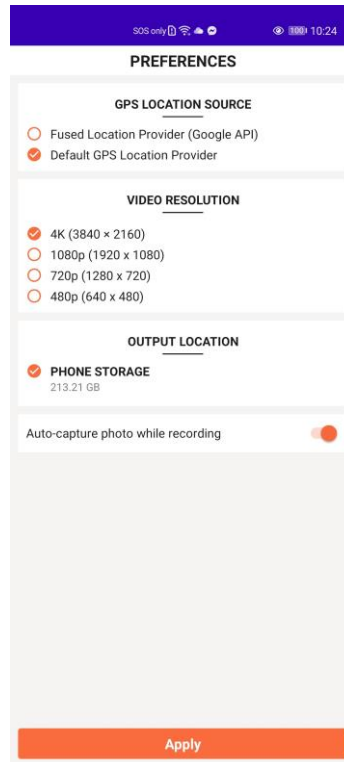 SOS only 100 10:24
PREFERENCES
GPS LOCATION SOURCE
Fused Location Provider (Google API)
Default GPS Location Provider
VIDEO RESOLUTION
4K (3840 × 2160)
1080p (1920 x 1080)
720p (1280 x 720)
480p (640 x 480)
OUTPUT LOCATION
PHONE STORAGE
213.21 GB
Auto-capture photo while recording
Apply